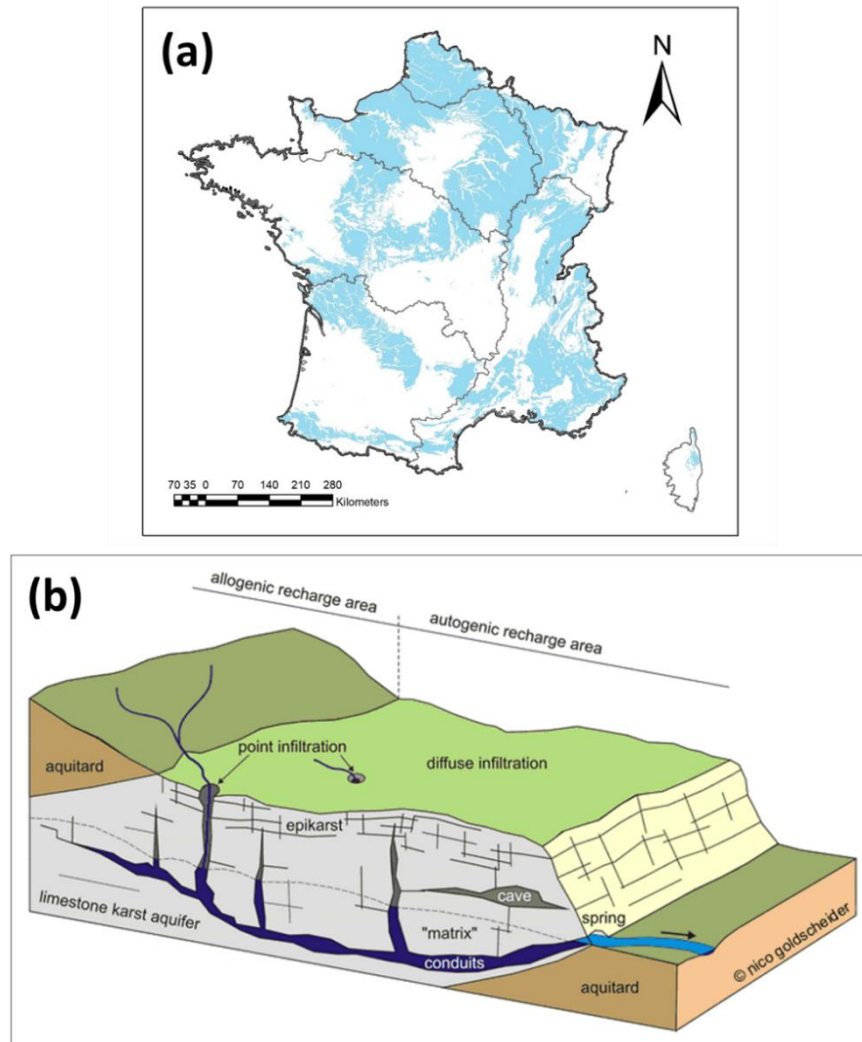 (a)
N
70 35 0 70 140 210 280
Kilometers
(b)
allogenic recharge area
autogenic recharge area
point infiltration
diffuse infiltration
aquitard
epikarst
cave
limestone karst aquifer
"matrix"
spring
conduits
aquitard
© nico goldscheider